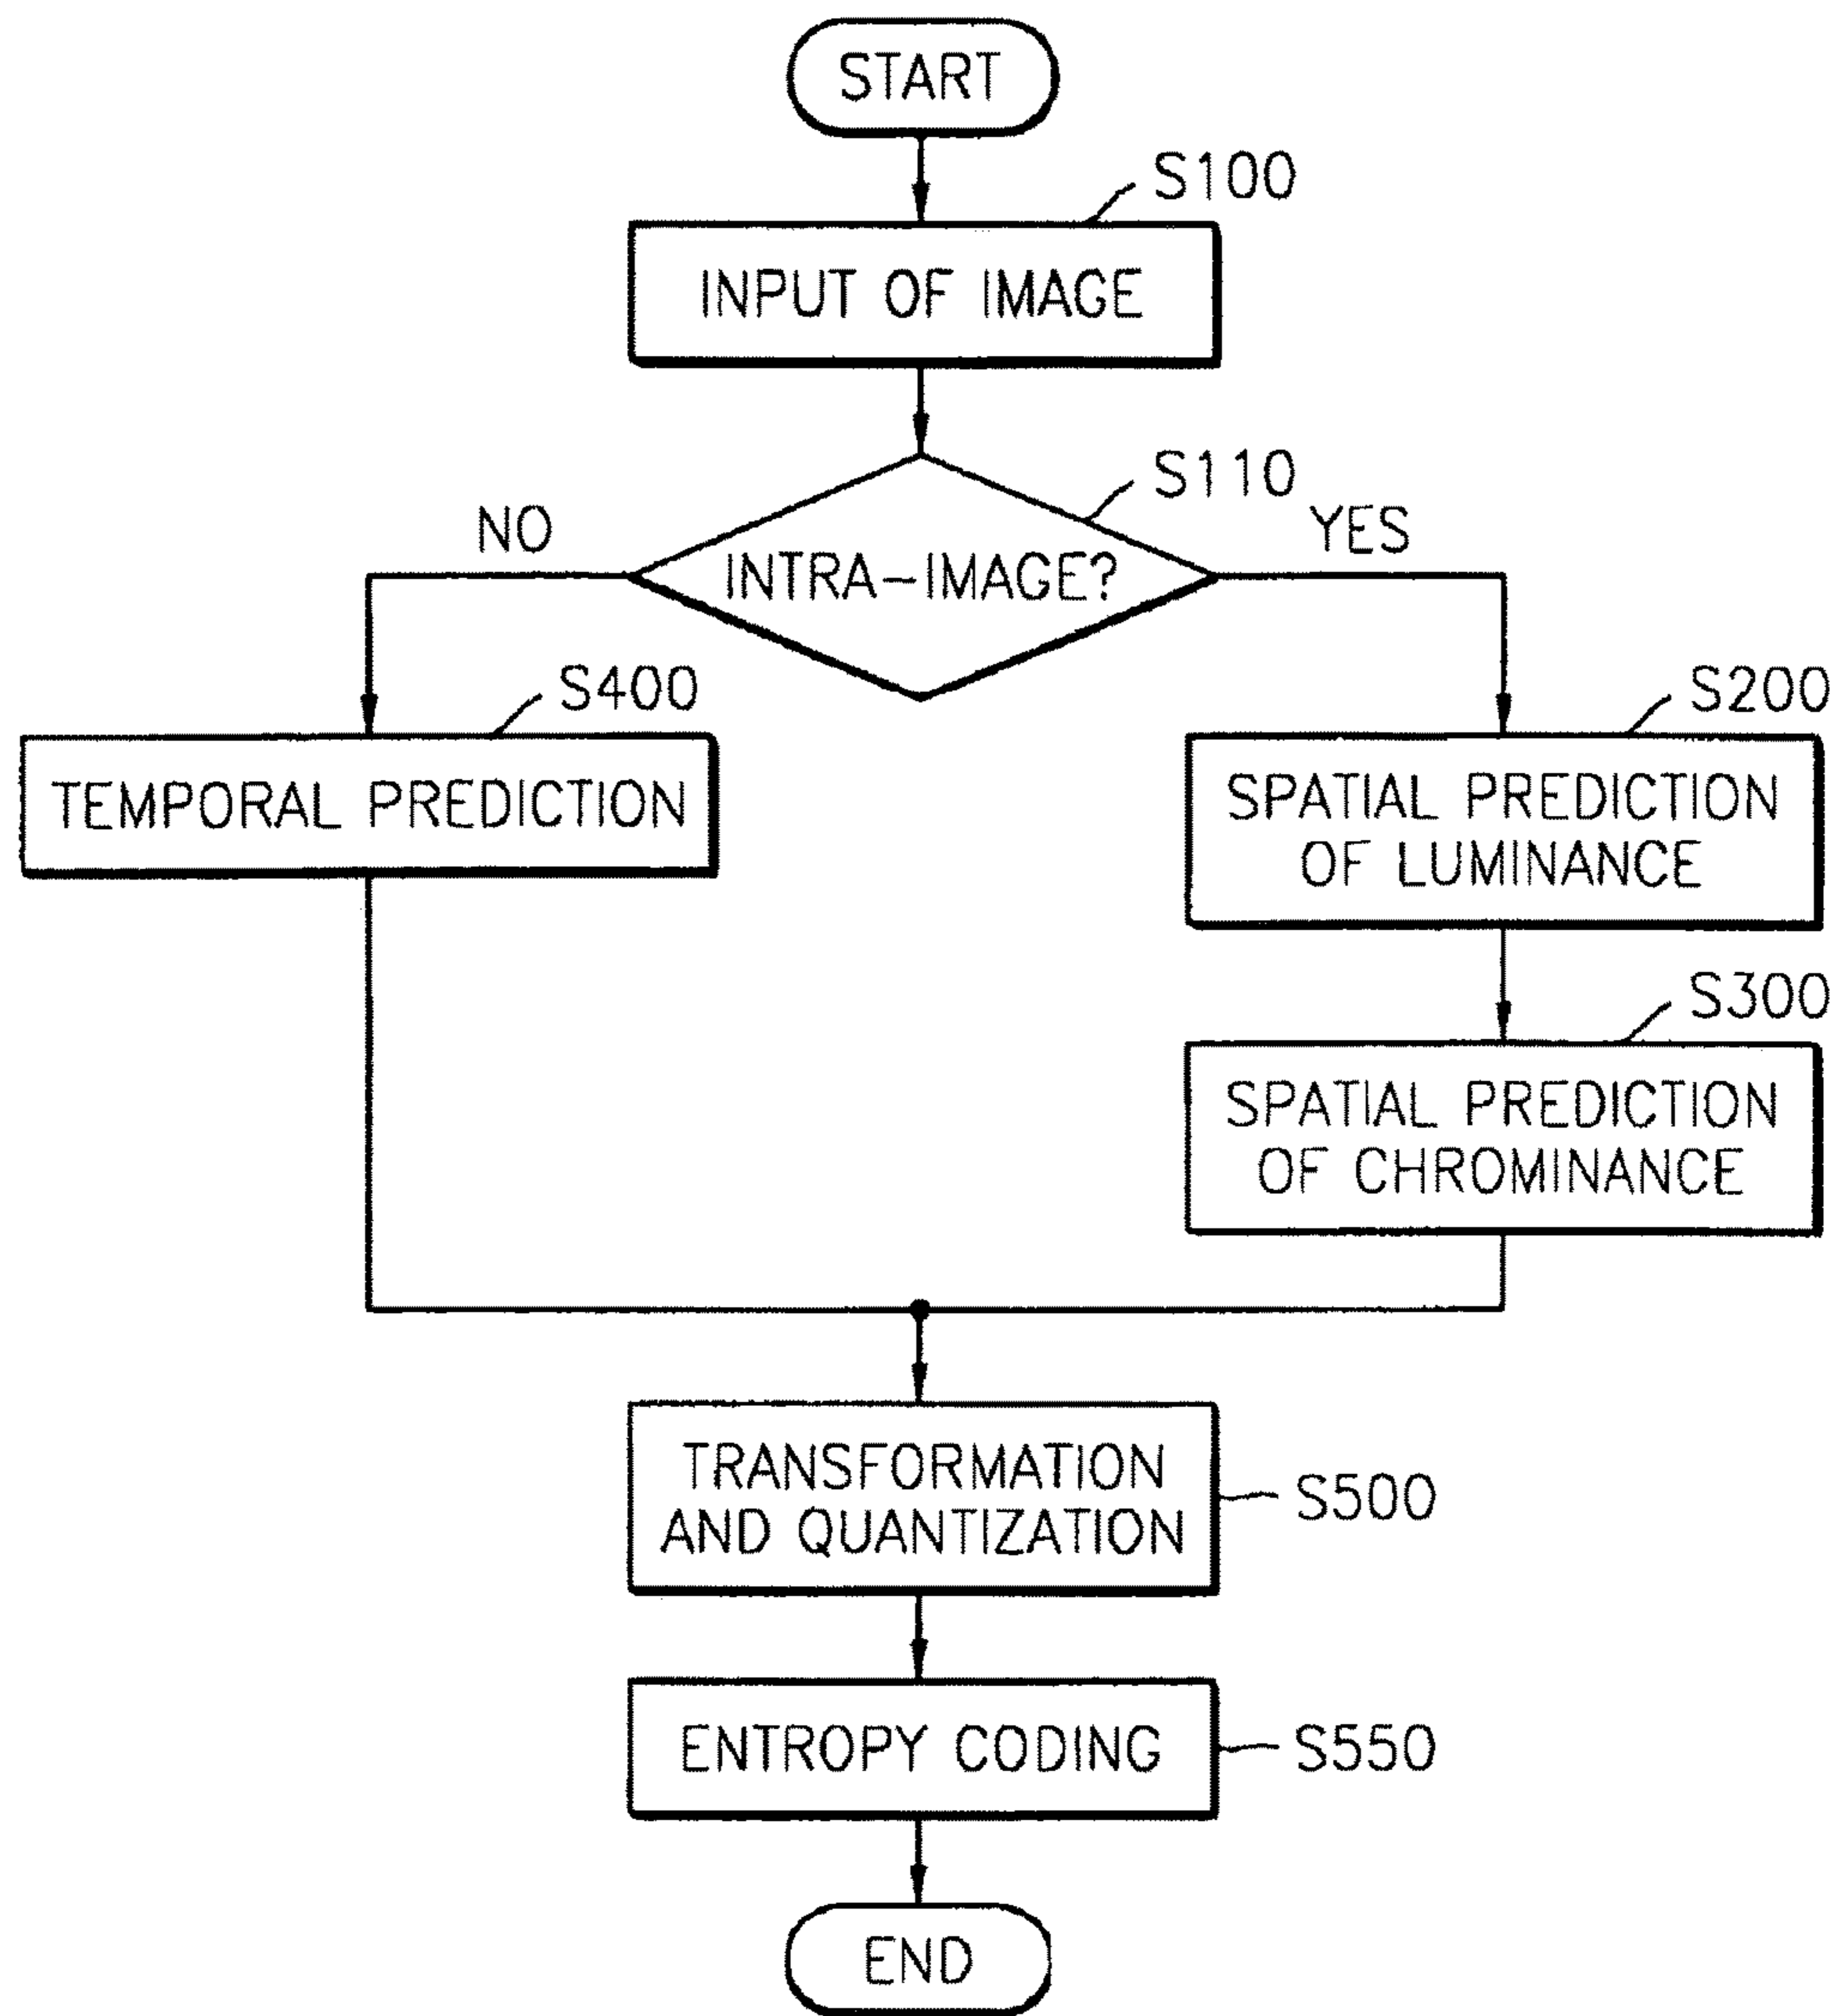 START
S100
INPUT OF IMAGE
S110
NO
YES
INTRA-IMAGE?
S400
S200
TEMPORAL PREDICTION
SPATIAL PREDICTION
OF LUMINANCE
S300
SPATIAL PREDICTION
OF CHROMINANCE
TRANSFORMATION
AND QUANTIZATION
S500
ENTROPY CODING
S550
END